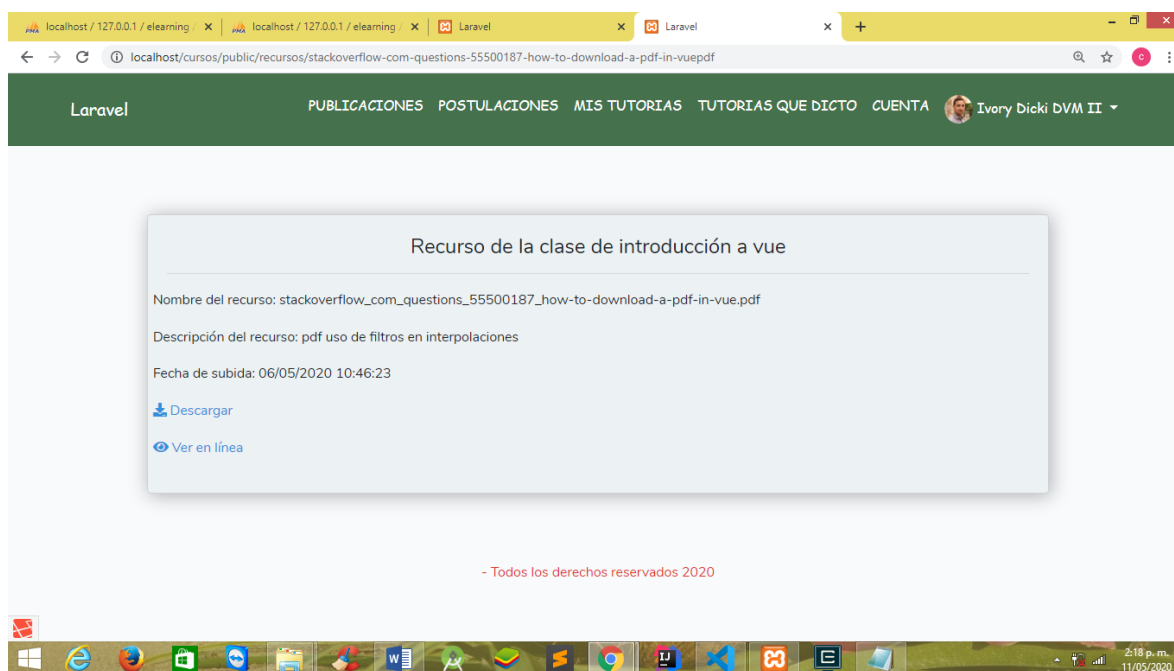 localhost / 127.0.0.1 / elearning / localhost / 127.0.0.1 / elearning / Laravel Laravel
localhost/cursos/public/recursos/stackoverflow-com-questions-55500187-how-to-download-a-pdf-in-vuepdf
Laravel PUBLICACIONES POSTULACIONES MIS TUTORIAS TUTORIAS QUE DICTO CUENTA Ivory Dicki DVM II
Recurso de la clase de introducción a vue
Nombre del recurso: stackoverflow_com_questions_55500187_how-to-download-a-pdf-in-vue.pdf
Descripción del recurso: pdf uso de filtros en interpolaciones
Fecha de subida: 06/05/2020 10:46:23
Descargar
Ver en línea
- Todos los derechos reservados 2020
2:18 p. m.
11/05/2020